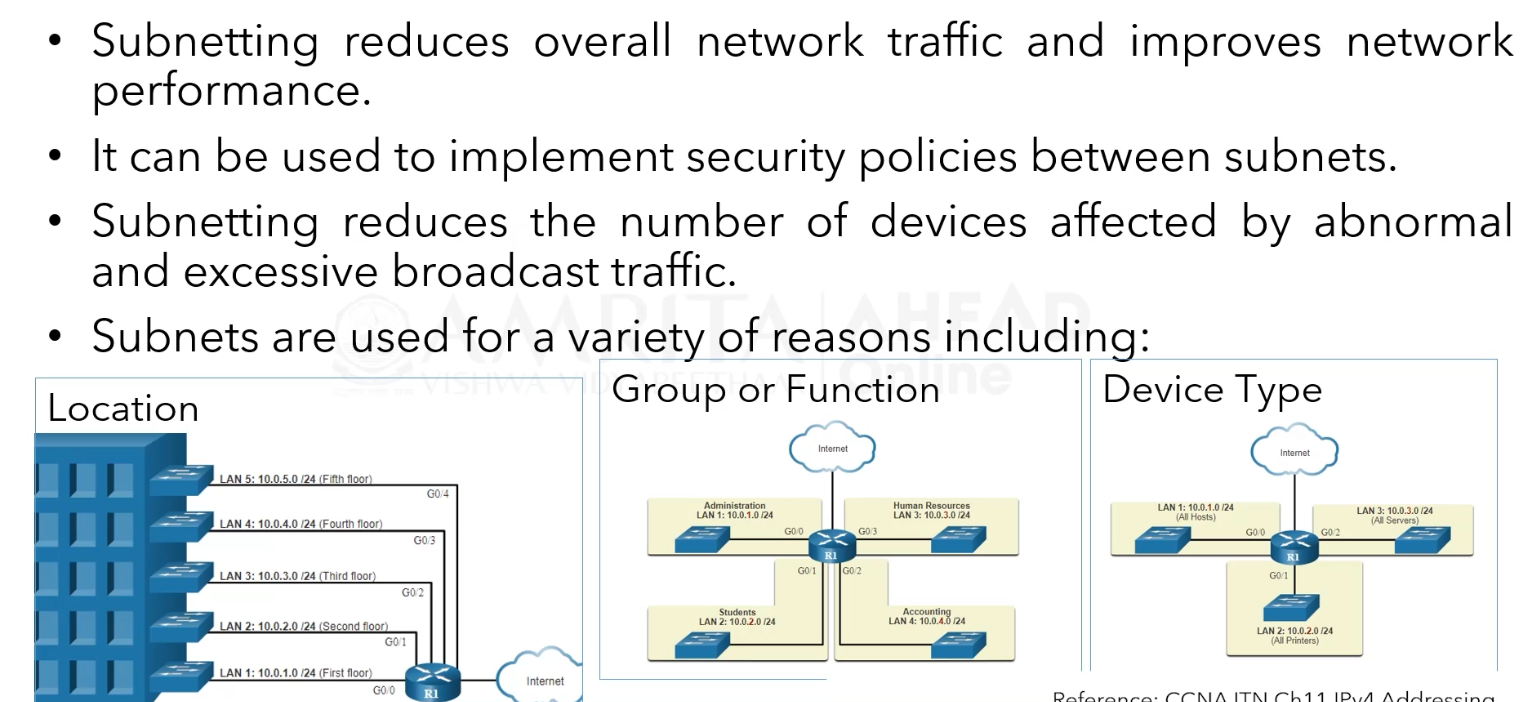 • Subnetting reduces overall network traffic and improves network
performance.
• It can be used to implement security policies between subnets.
• Subnetting reduces the number of devices affected by abnormal
and excessive broadcast traffic.
• Subnets are used for a variety of reasons including:
AMRITA AHEAD
VISHWA VIDYAPEETHAM Online
Location
LAN 5: 10.0.5.0 /24 (Fifth floor)
G0/4
LAN 4: 10.0.4.0 /24 (Fourth floor)
G0/3
LAN 3: 10.0.3.0 /24 (Third floor)
G0/2
LAN 2: 10.0.2.0 /24 (Second floor)
G0/1
LAN 1: 10.0.1.0 /24 (First floor)
G0/0
R1
Internet
Group or Function
Internet
Administration
LAN 1: 10.0.1.0 /24
Human Resources
LAN 3: 10.0.3.0 /24
G0/0
G0/3
R1
G0/1
G0/2
Students
LAN 2: 10.0.2.0 /24
Accounting
LAN 4: 10.0.4.0 /24
Device Type
Internet
LAN 1: 10.0.1.0 /24
(All Hosts)
LAN 3: 10.0.3.0 /24
(All Servers)
G0/0
G0/2
R1
G0/1
LAN 2: 10.0.2.0 /24
(All Printers)
Reference: CCNA ITN Ch11 IPv4 Addressing